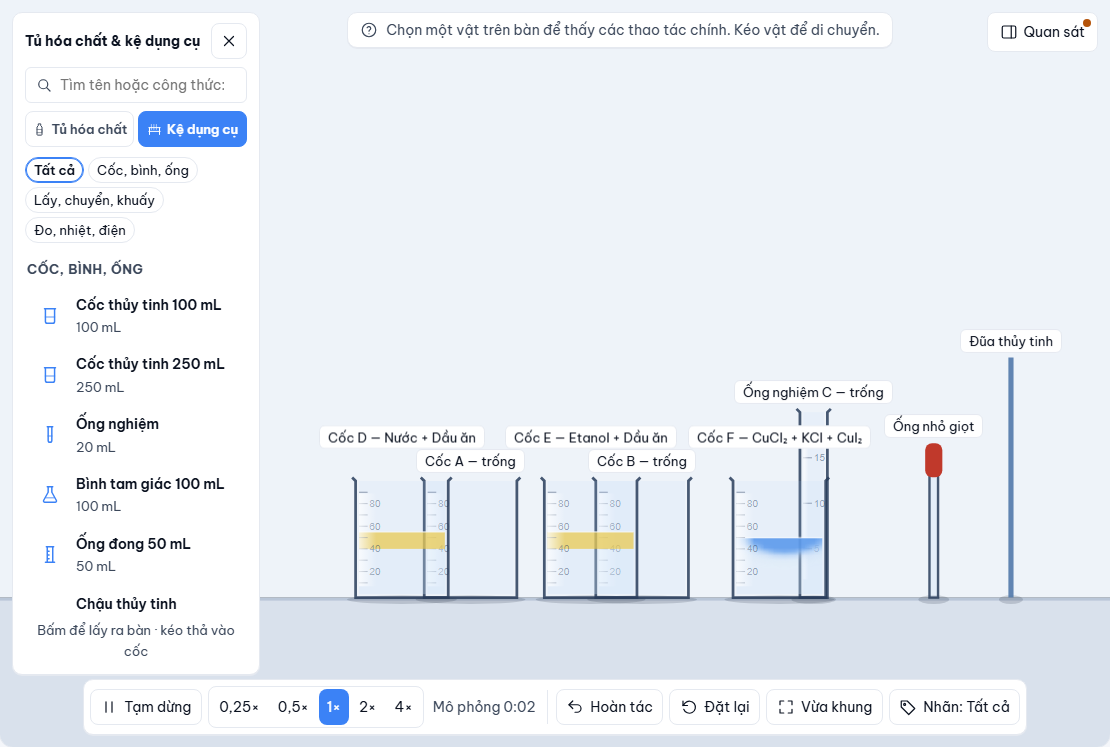 Tủ hóa chất & kệ dụng cụ
Tìm tên hoặc công thức:
Tủ hóa chất
Kệ dụng cụ
Tất cả
Cốc, bình, ống
Lấy, chuyển, khuấy
Đo, nhiệt, điện
CỐC, BÌNH, ỐNG
Cốc thủy tinh 100 mL
100 mL
Cốc thủy tinh 250 mL
250 mL
Ống nghiệm
20 mL
Bình tam giác 100 mL
100 mL
Ống đong 50 mL
50 mL
Chậu thủy tinh
Bấm để lấy ra bàn · kéo thả vào
cốc
Chọn một vật trên bàn để thấy các thao tác chính. Kéo vật để di chuyển.
Quan sát
Đũa thủy tinh
Ống nghiệm C — trống
Ống nhỏ giọt
Cốc D — Nước + Dầu ăn
Cốc E — Etanol + Dầu ăn
Cốc F — CuCl₂ + KCl + CuI₂
Cốc A — trống
Cốc B — trống
80
60
40
20
80
60
40
20
80
60
40
20
80
60
40
20
80
60
40
20
15
10
5
Tạm dừng
0,25×
0,5×
1×
2×
4×
Mô phỏng 0:02
Hoàn tác
Đặt lại
Vừa khung
Nhãn: Tất cả